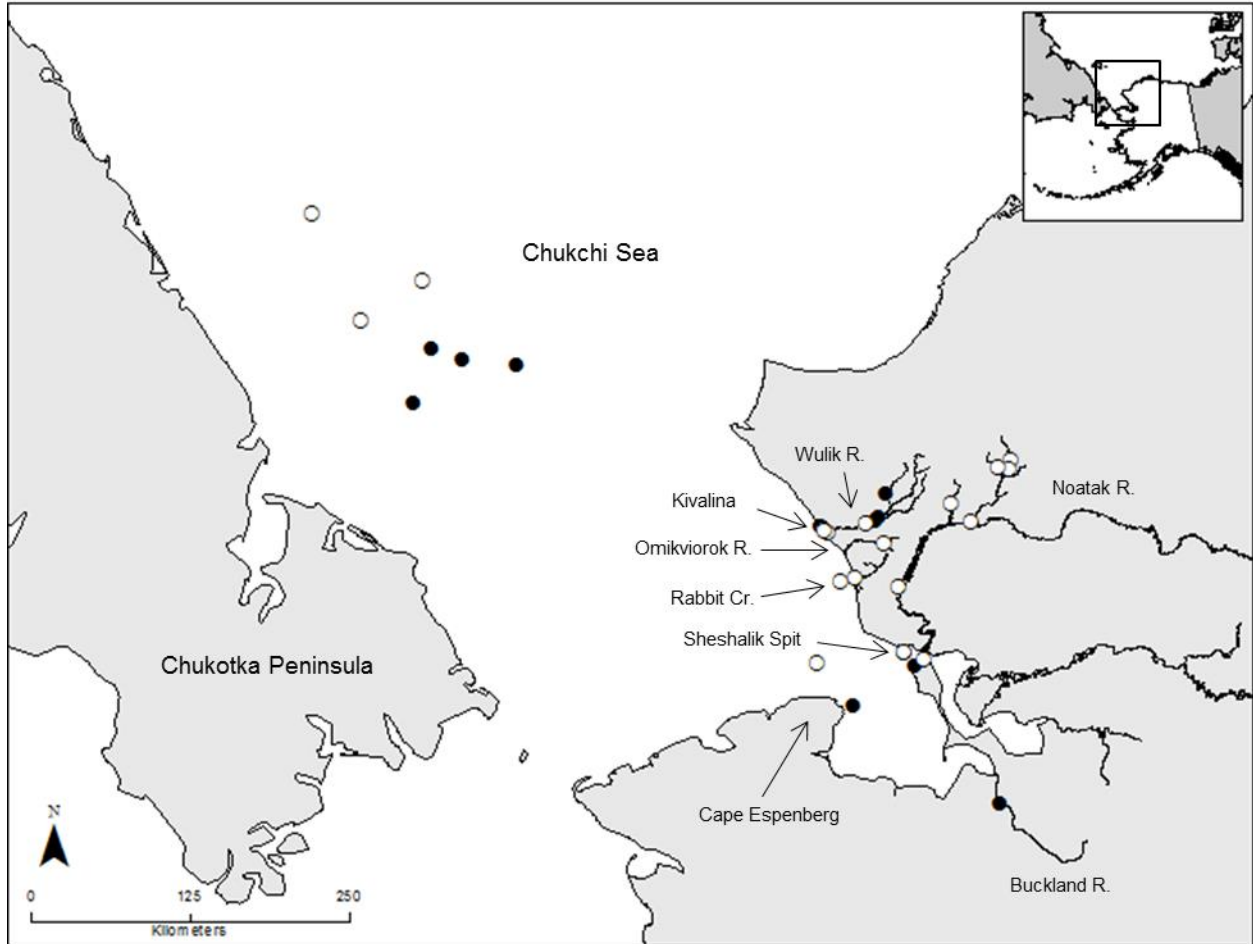 Chukchi Sea
Wulik R.
Noatak R.
Kivalina
Omikviorok R.
Rabbit Cr.
Sheshalik Spit
Chukotka Peninsula
Cape Espenberg
N
Buckland R.
0 125 250
Kilometers